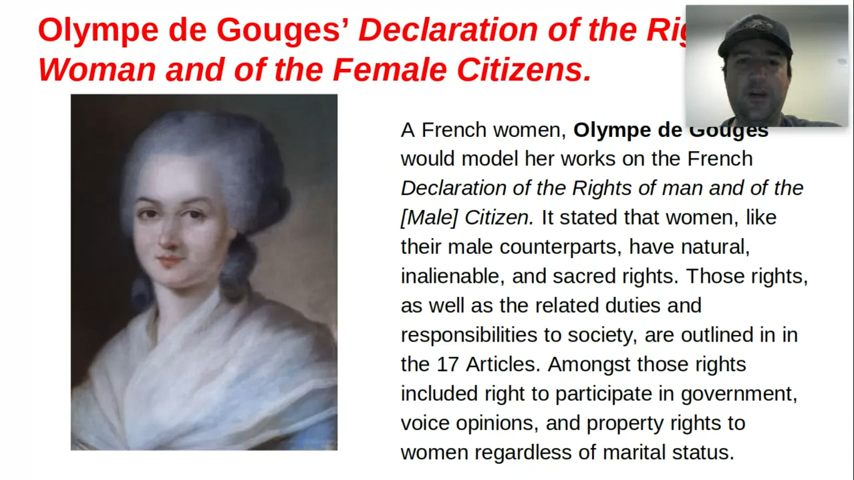 Olympe de Gouges’ Declaration of the
Woman and of the Female Citizens.
A French women, Olympe de Gouges
would model her works on the French
Declaration of the Rights of man and of the
[Male] Citizen. It stated that women, like
their male counterparts, have natural,
inalienable, and sacred rights. Those rights,
as well as the related duties and
responsibilities to society, are outlined in in
the 17 Articles. Amongst those rights
included right to participate in government,
voice opinions, and property rights to
women regardless of marital status.